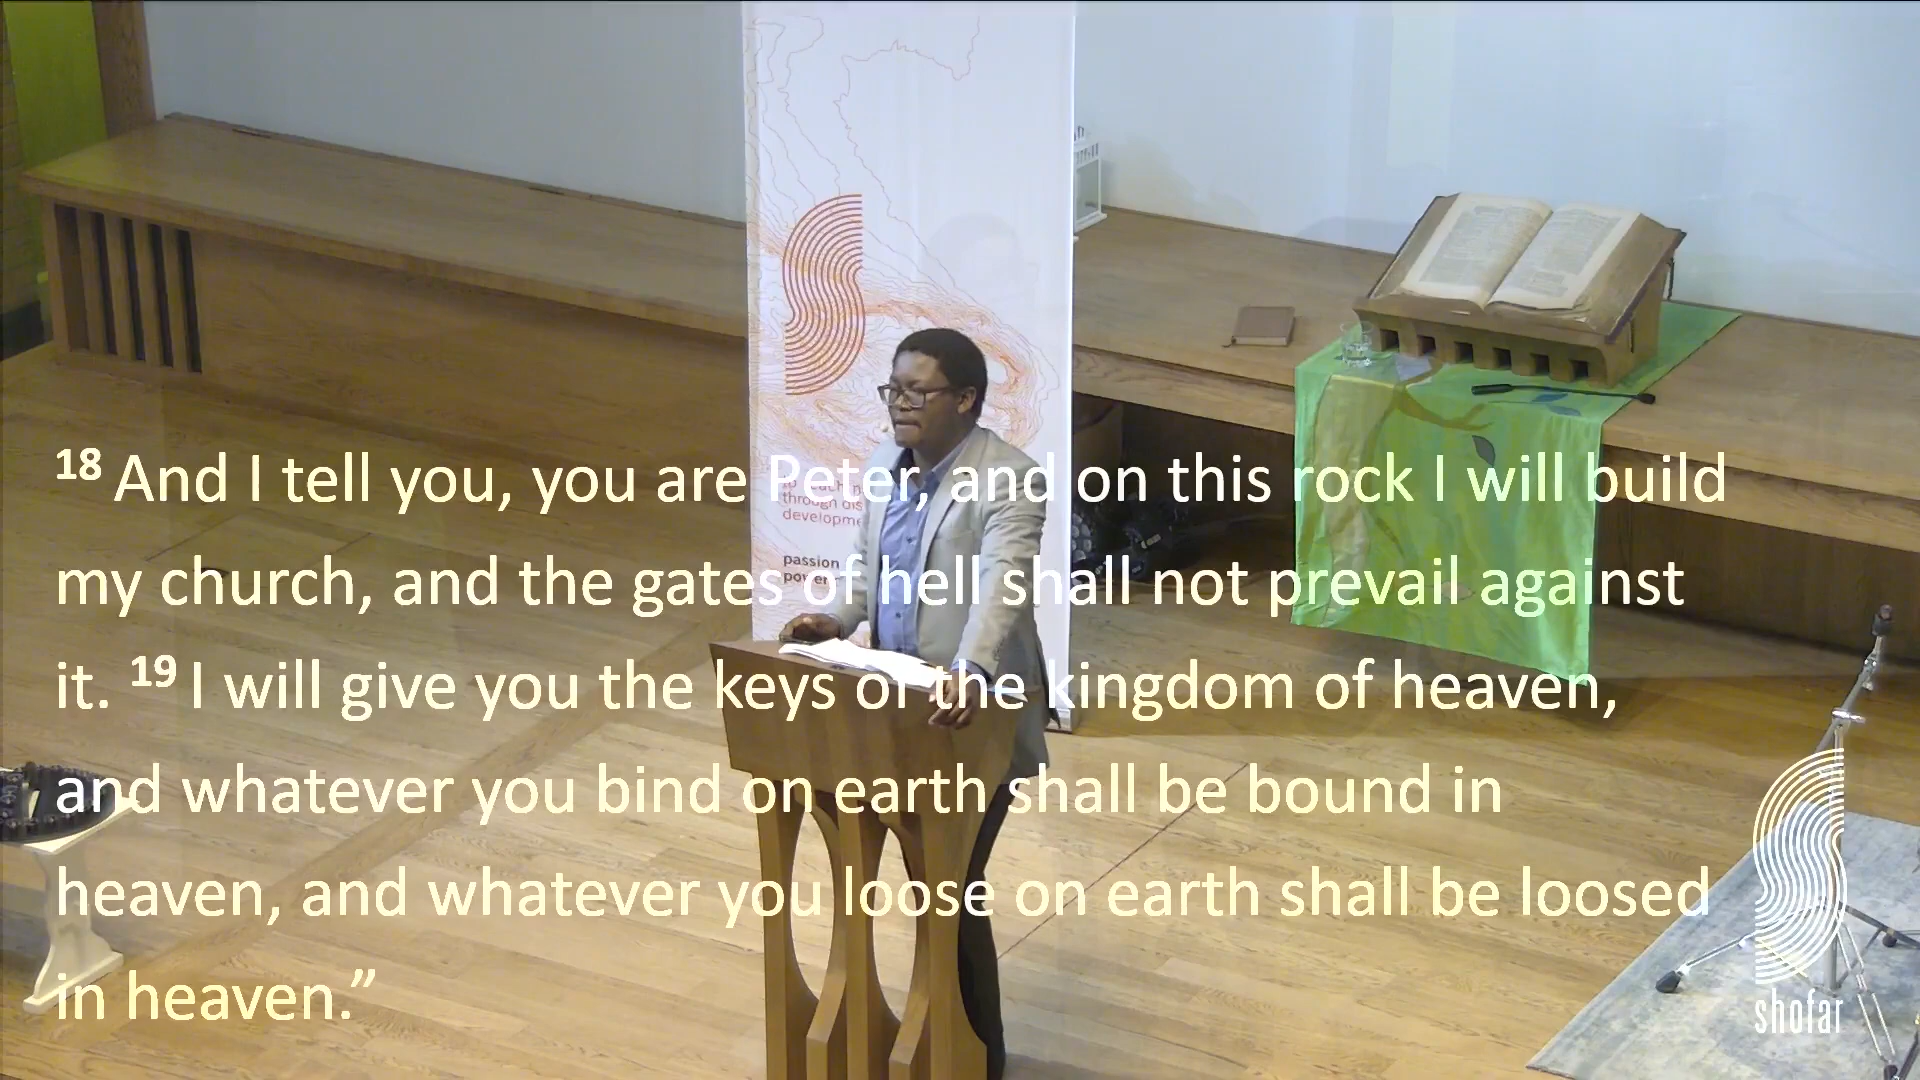 18 And I tell you, you are Peter, and on this rock I will build
my church, and the gates of hell shall not prevail against
it. 19 I will give you the keys of the kingdom of heaven,
and whatever you bind on earth shall be bound in
heaven, and whatever you loose on earth shall be loosed
in heaven.”
through
passion
shofar